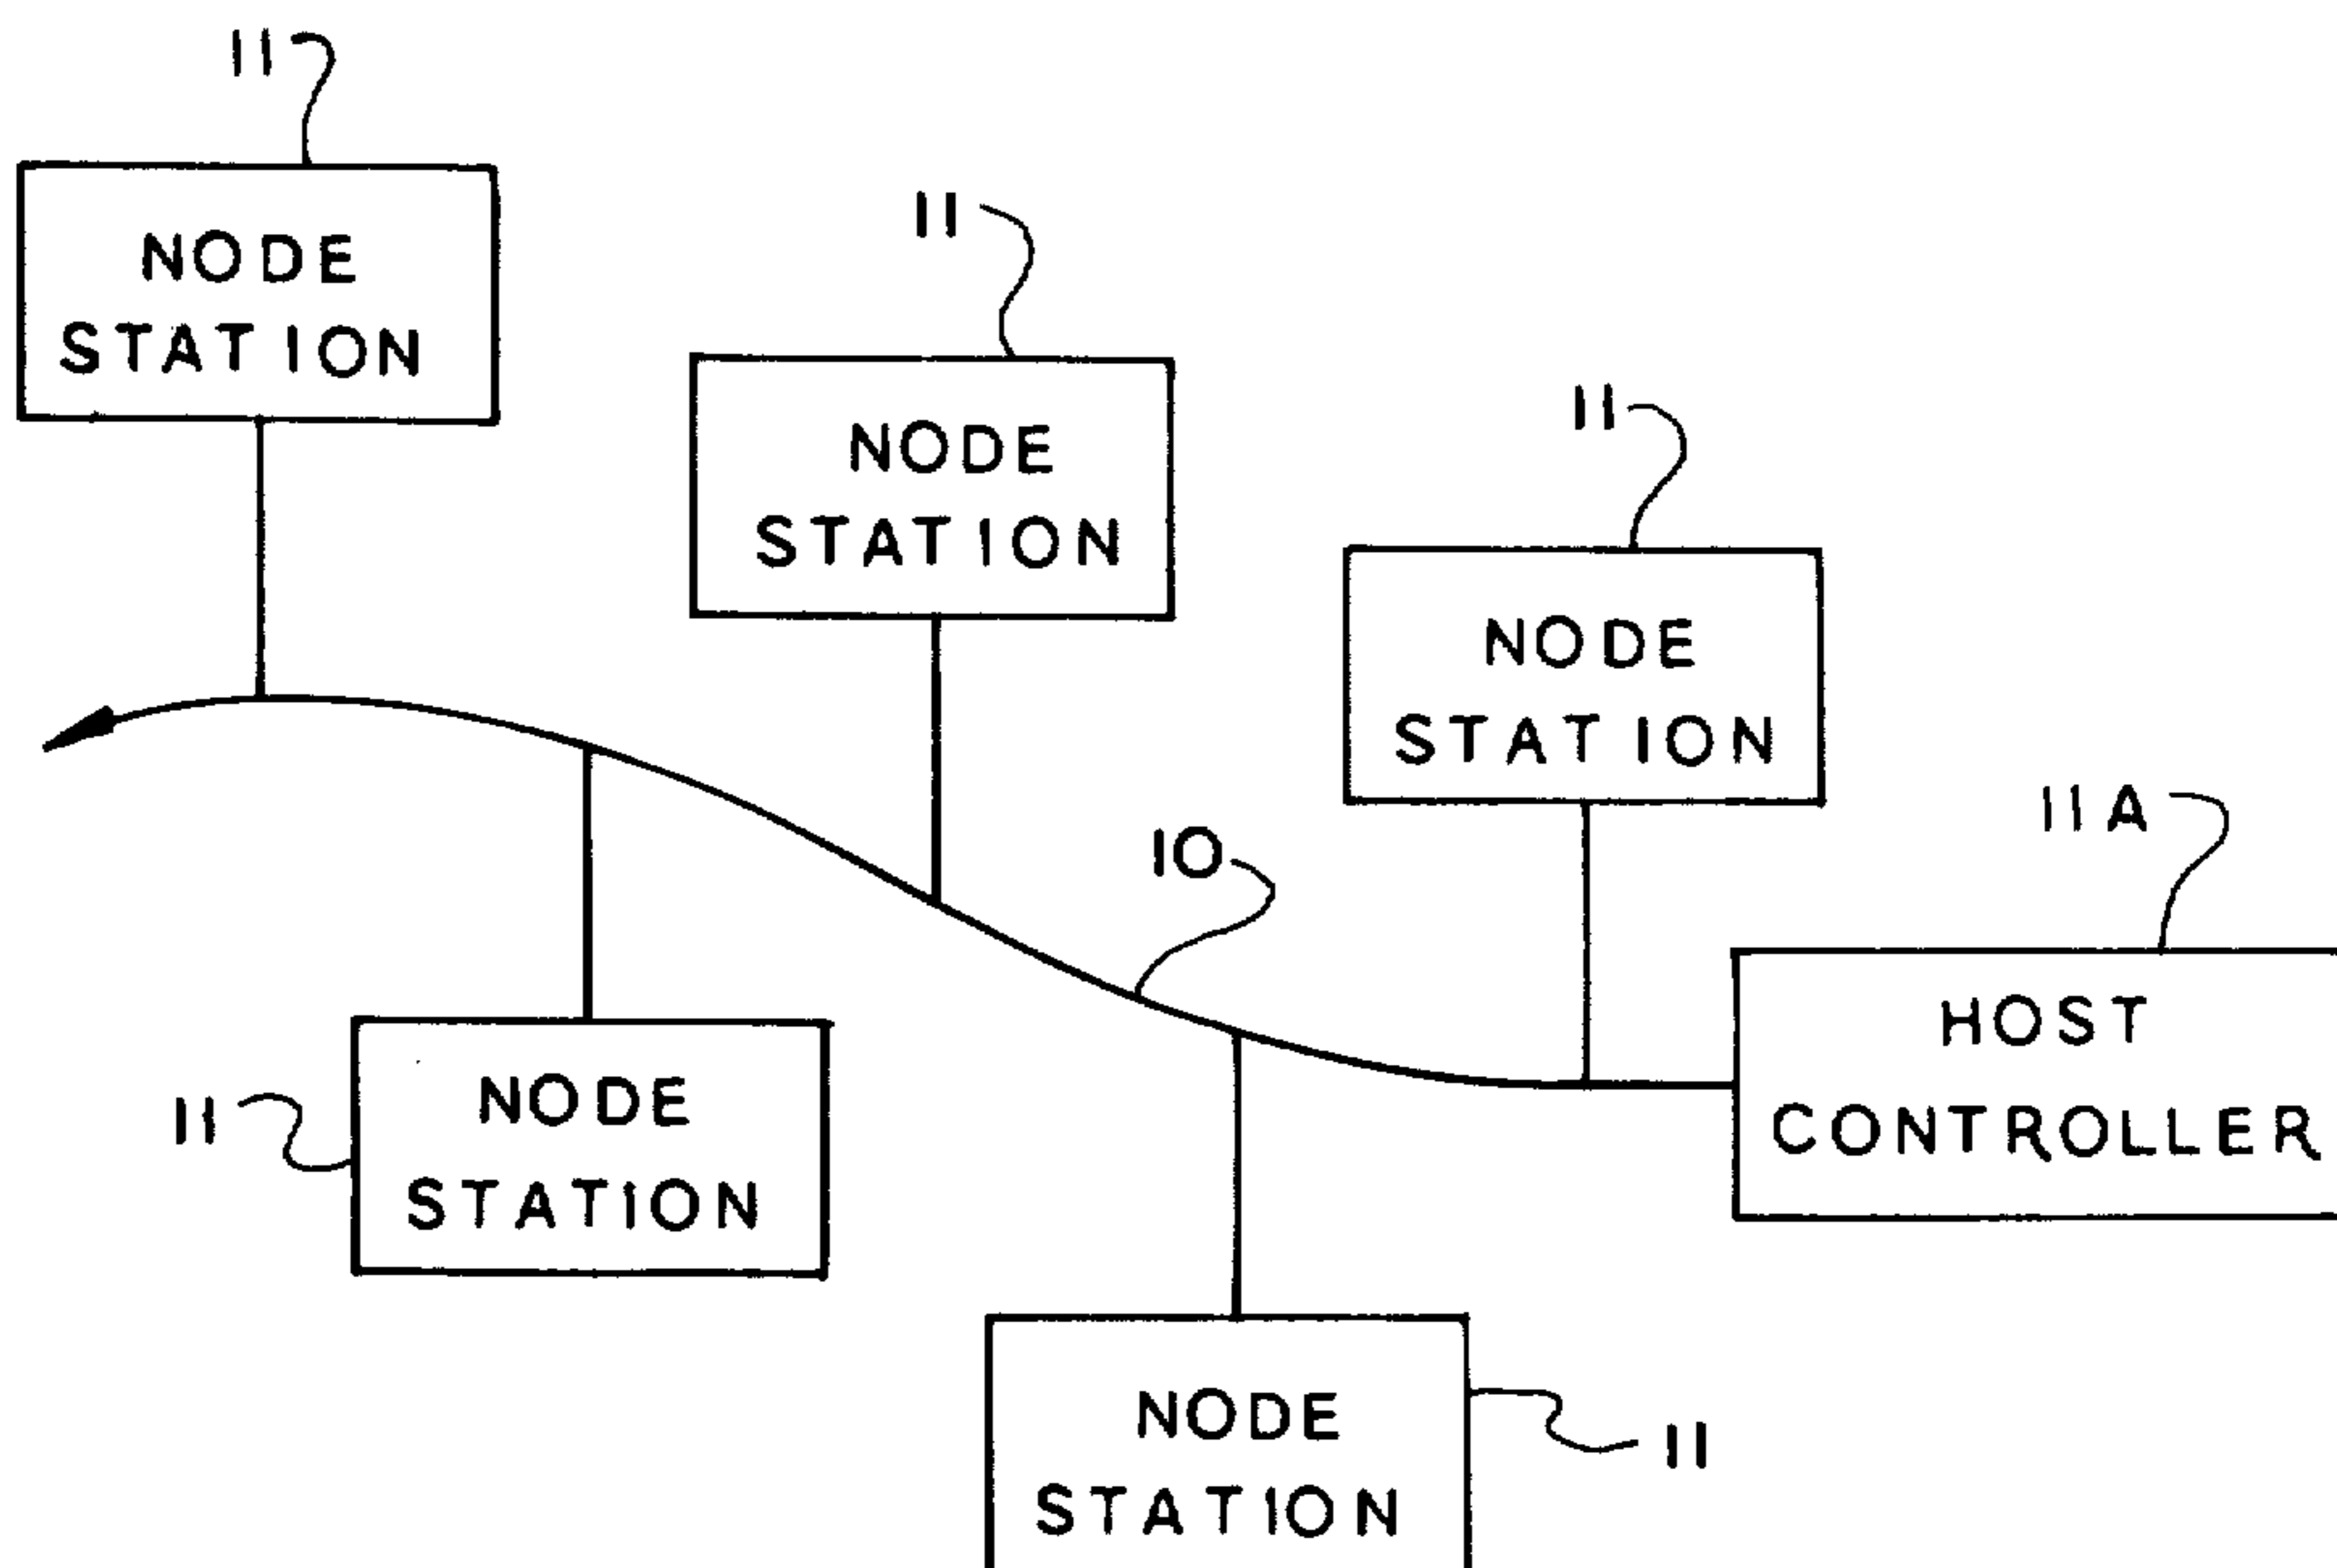 11
NODE
STATION
11
NODE
STATION
11
NODE
STATION
10
11A
HOST
CONTROLLER
11
NODE
STATION
NODE
STATION
11